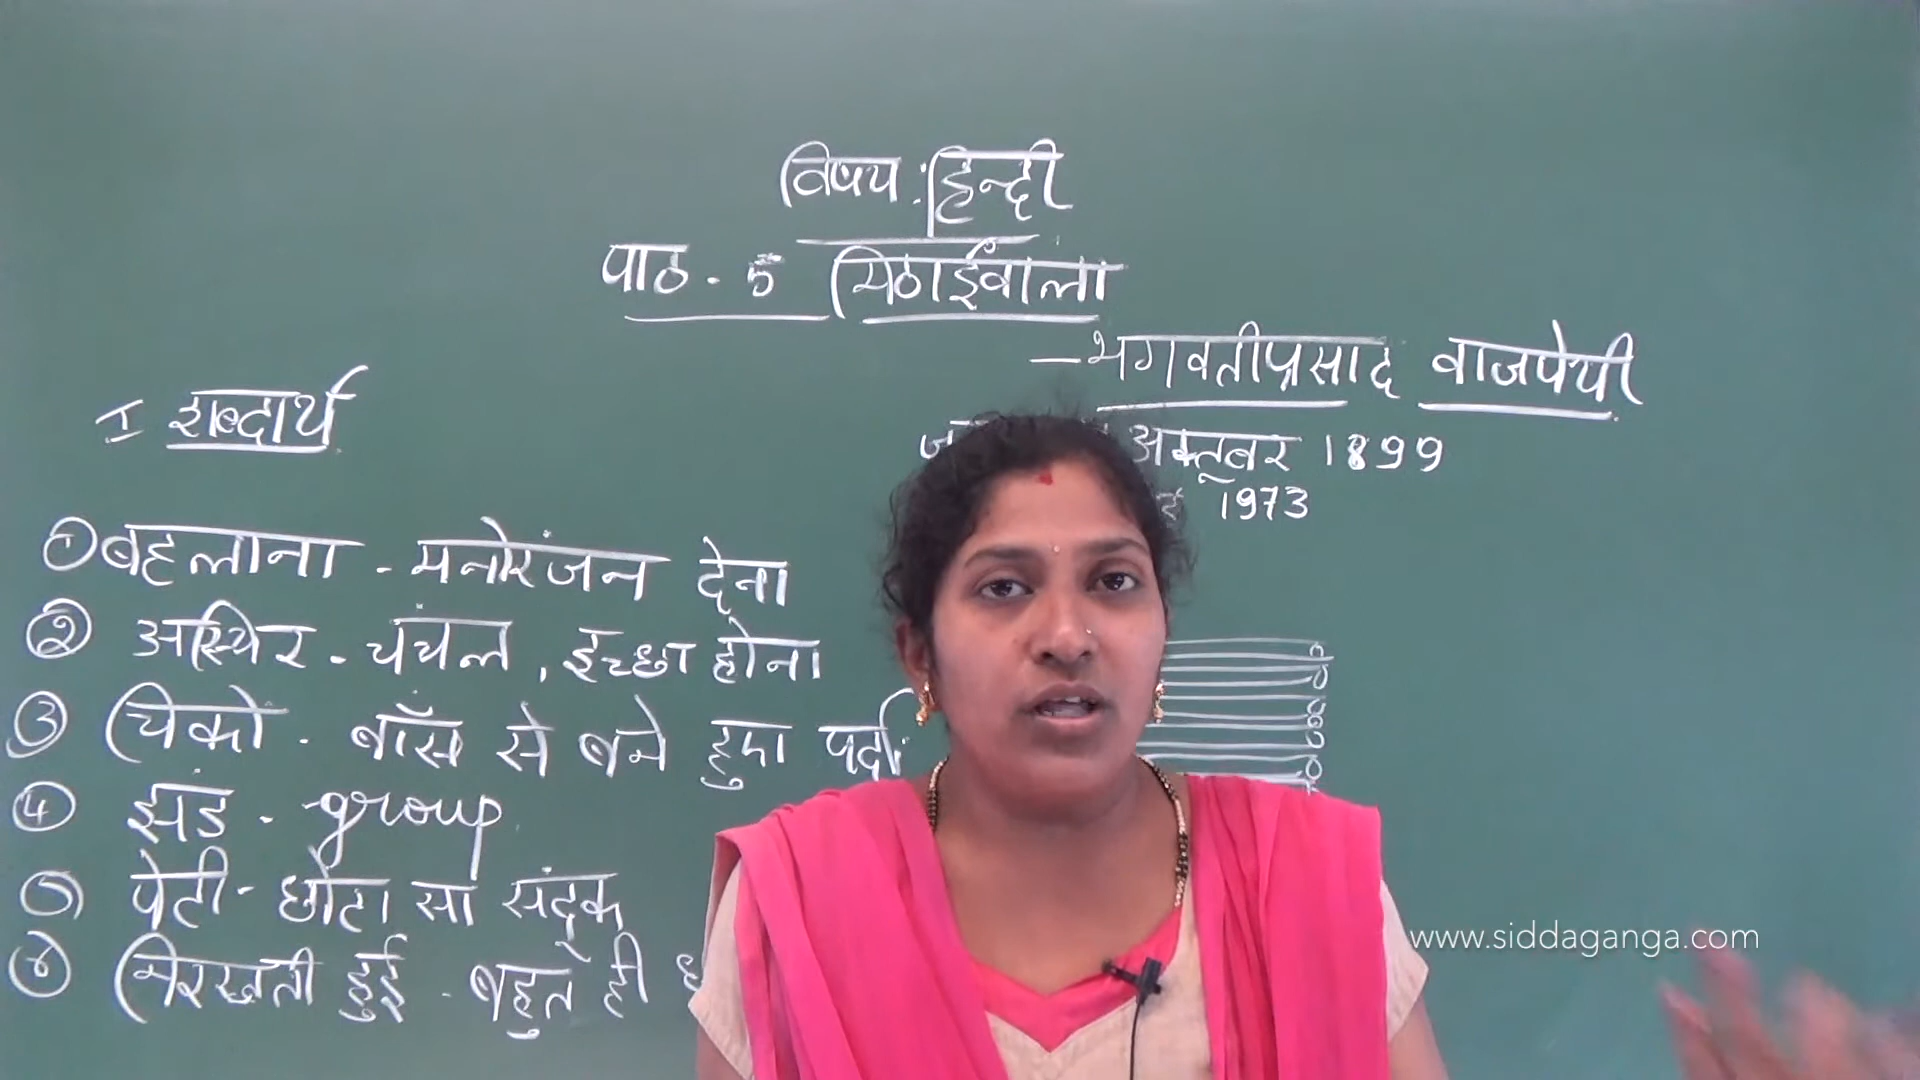 विषय : हिन्दी
पाठ - 5 मिठाईवाला
— भगवतीप्रसाद वाजपेयी
अक्तूबर 1899
1973
I शब्दार्थ
① बहलाना - मनोरंजन देना
② अस्थिर - चंचल, इच्छा होना
③ चिकों - बाँस से बने हुए पर्दा
④ झुंड - group
⑤ पेटी - छोटा सा संदूक
⑥ निरखती हुई - बहुत ही
www.siddaganga.com